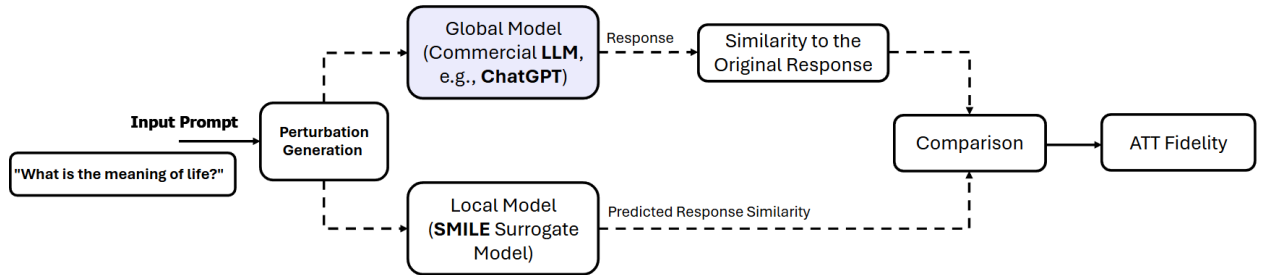 Input Prompt
"What is the meaning of life?"
Perturbation
Generation
Global Model
(Commercial LLM,
e.g., ChatGPT)
Response
Similarity to the
Original Response
Local Model
(SMILE Surrogate
Model)
Predicted Response Similarity
Comparison
ATT Fidelity